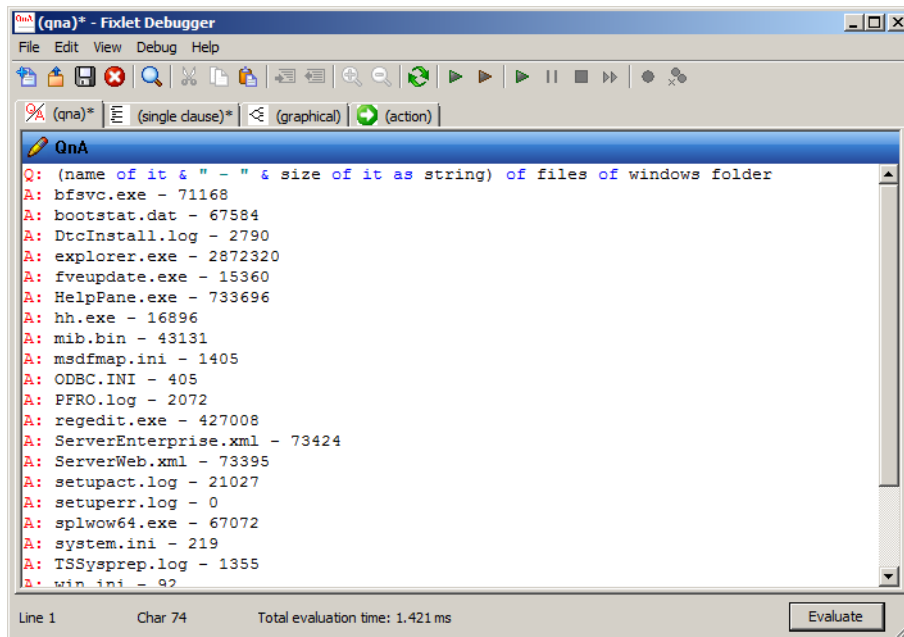 (qna)* - Fixlet Debugger
File Edit View Debug Help
(qna)* (single clause)* (graphical) (action)
QnA
Q: (name of it & " - " & size of it as string) of files of windows folder
A: bfsvc.exe - 71168
A: bootstat.dat - 67584
A: DtcInstall.log - 2790
A: explorer.exe - 2872320
A: fveupdate.exe - 15360
A: HelpPane.exe - 733696
A: hh.exe - 16896
A: mib.bin - 43131
A: msdfmap.ini - 1405
A: ODBC.INI - 405
A: PFRO.log - 2072
A: regedit.exe - 427008
A: ServerEnterprise.xml - 73424
A: ServerWeb.xml - 73395
A: setupact.log - 21027
A: setuperr.log - 0
A: splwow64.exe - 67072
A: system.ini - 219
A: TSSysprep.log - 1355
A: win.ini - 92
Line 1 Char 74 Total evaluation time: 1.421 ms Evaluate